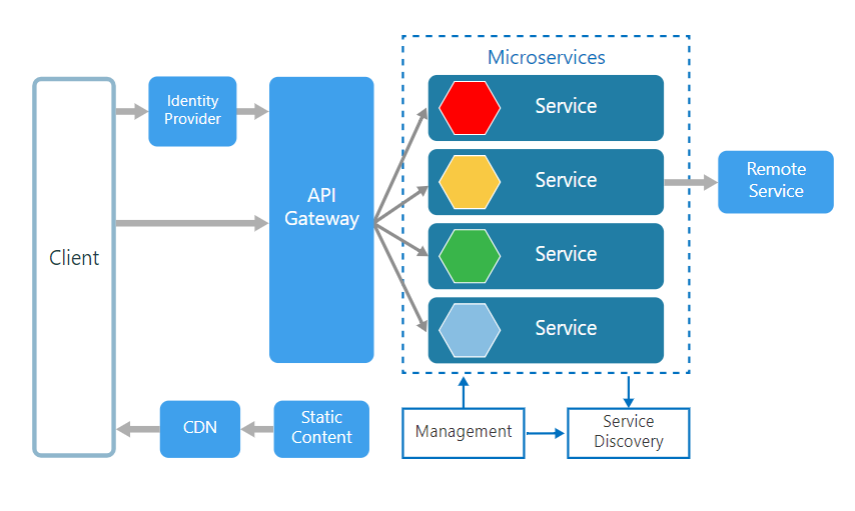 Microservices
Identity
Provider
Service
API
Gateway
Service
Remote
Service
Client
Service
Service
CDN
Static
Content
Management
Service
Discovery